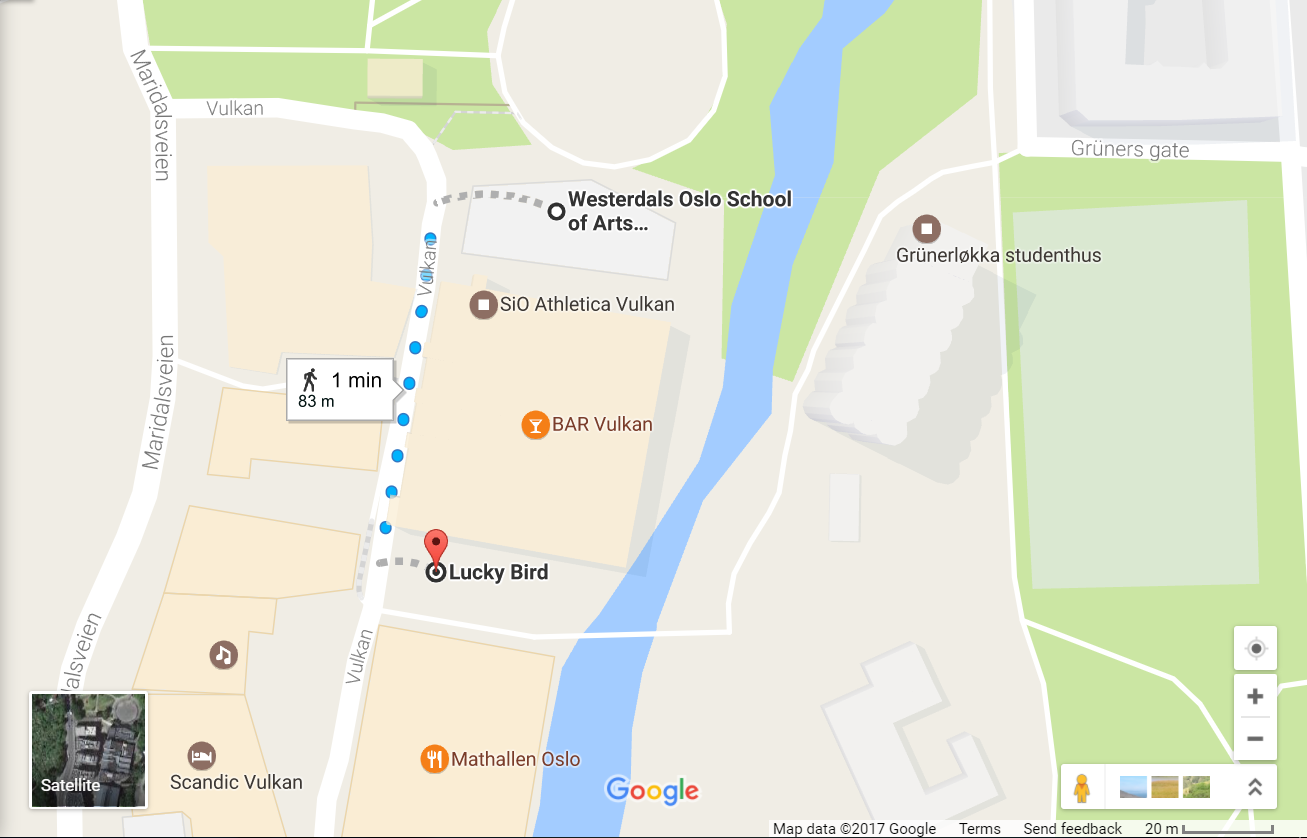 Maridalsveien
Vulkan
Grüners gate
Westerdals Oslo School
of Arts...
Grünerløkka studenthus
Vulkan
SiO Athletica Vulkan
Maridalsveien
1 min
83 m
BAR Vulkan
Lucky Bird
Vulkan
dalsveien
Mathallen Oslo
Scandic Vulkan
Satellite
Google
Map data ©2017 Google Terms Send feedback 20 m